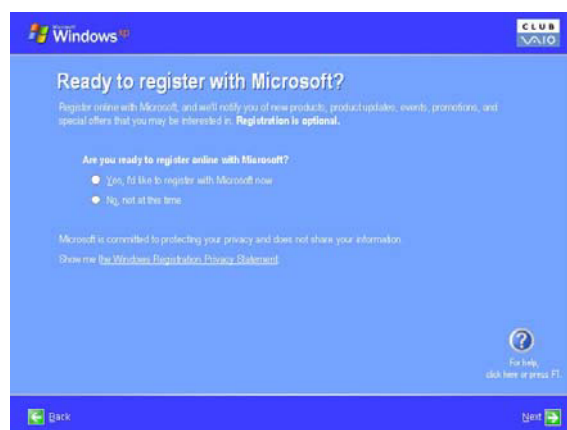 Microsoft
Windows xp
CLUB
VAIO
Ready to register with Microsoft?
Register online with Microsoft, and we'll notify you of new products, product updates, events, promotions, and
special offers that you may be interested in. Registration is optional.
Are you ready to register online with Microsoft?
Yes, I'd like to register with Microsoft now
No, not at this time
Microsoft is committed to protecting your privacy and does not share your information.
Show me the Windows Registration Privacy Statement.
For help,
click here or press F1.
Back
Next